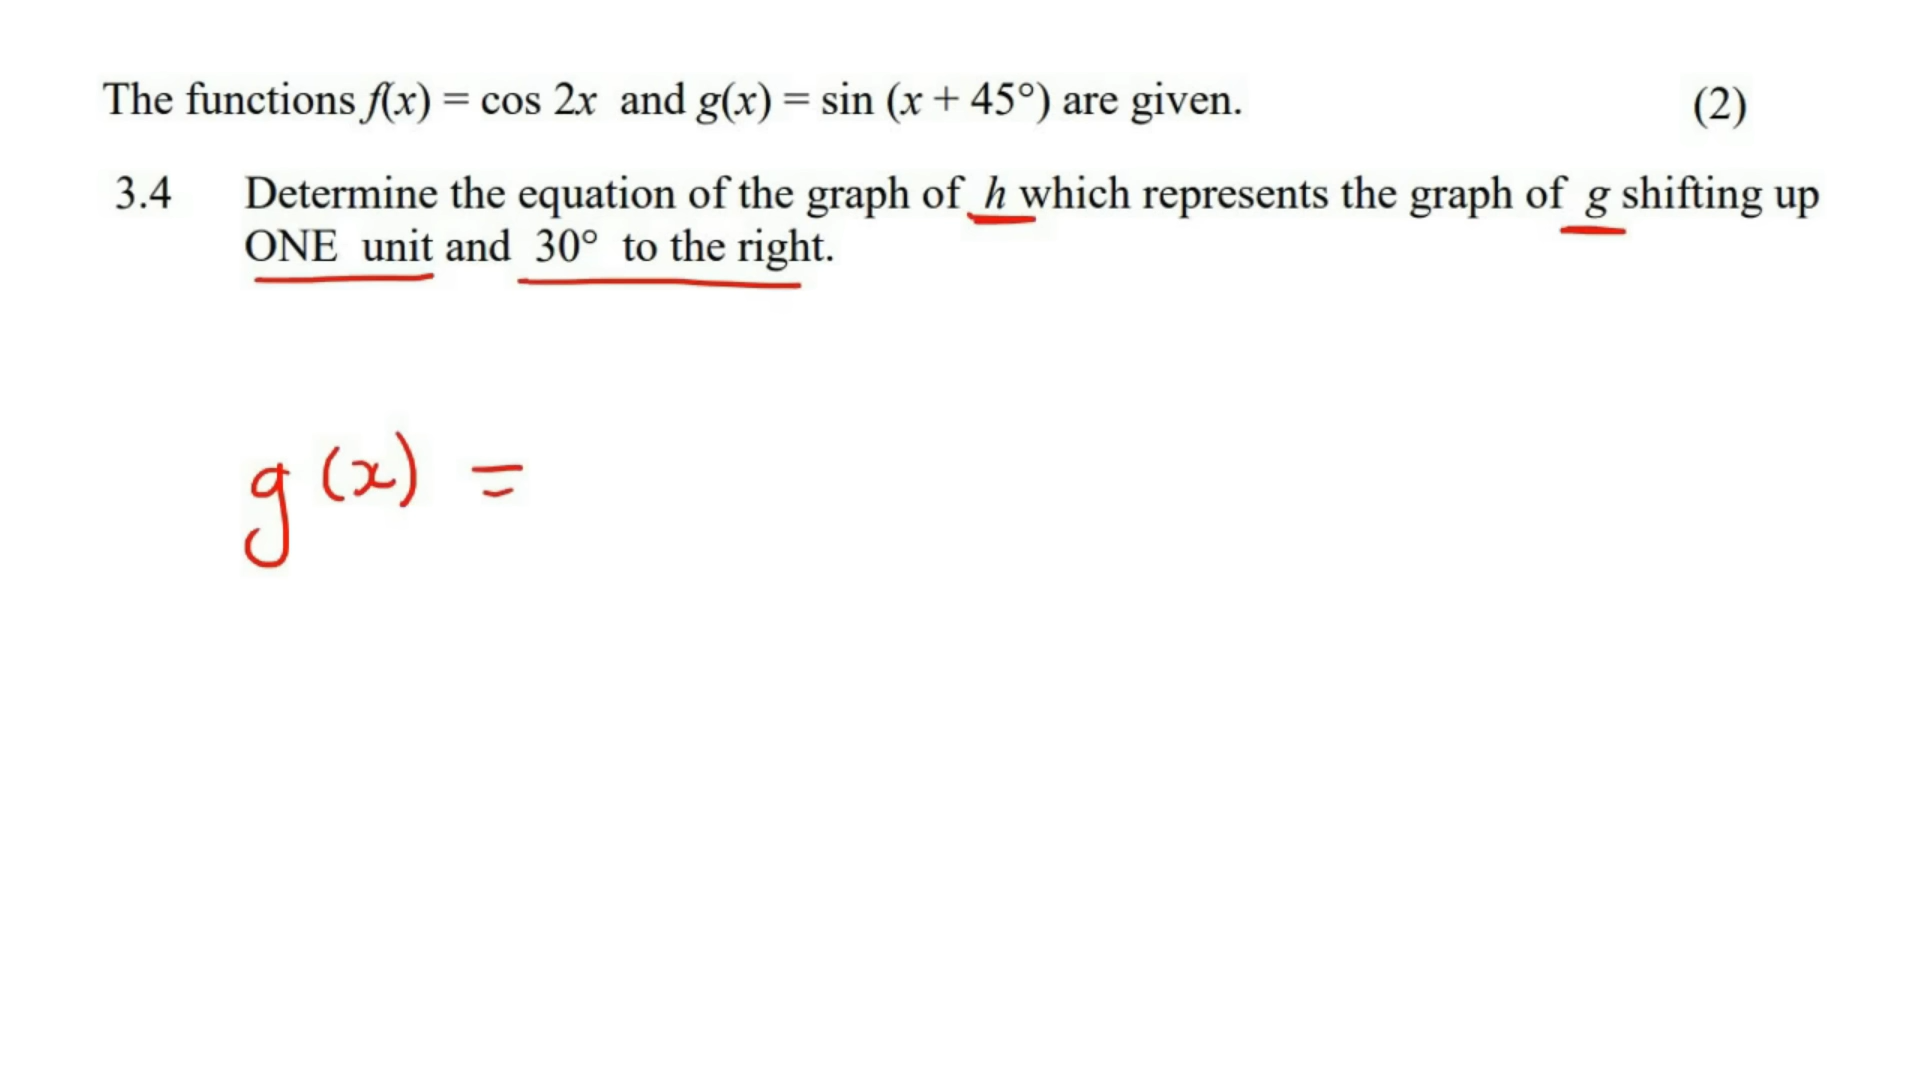 The functions f(x) = cos 2x and g(x) = sin (x + 45°) are given. (2)
3.4 Determine the equation of the graph of h which represents the graph of g shifting up
ONE unit and 30° to the right.
g(x) =